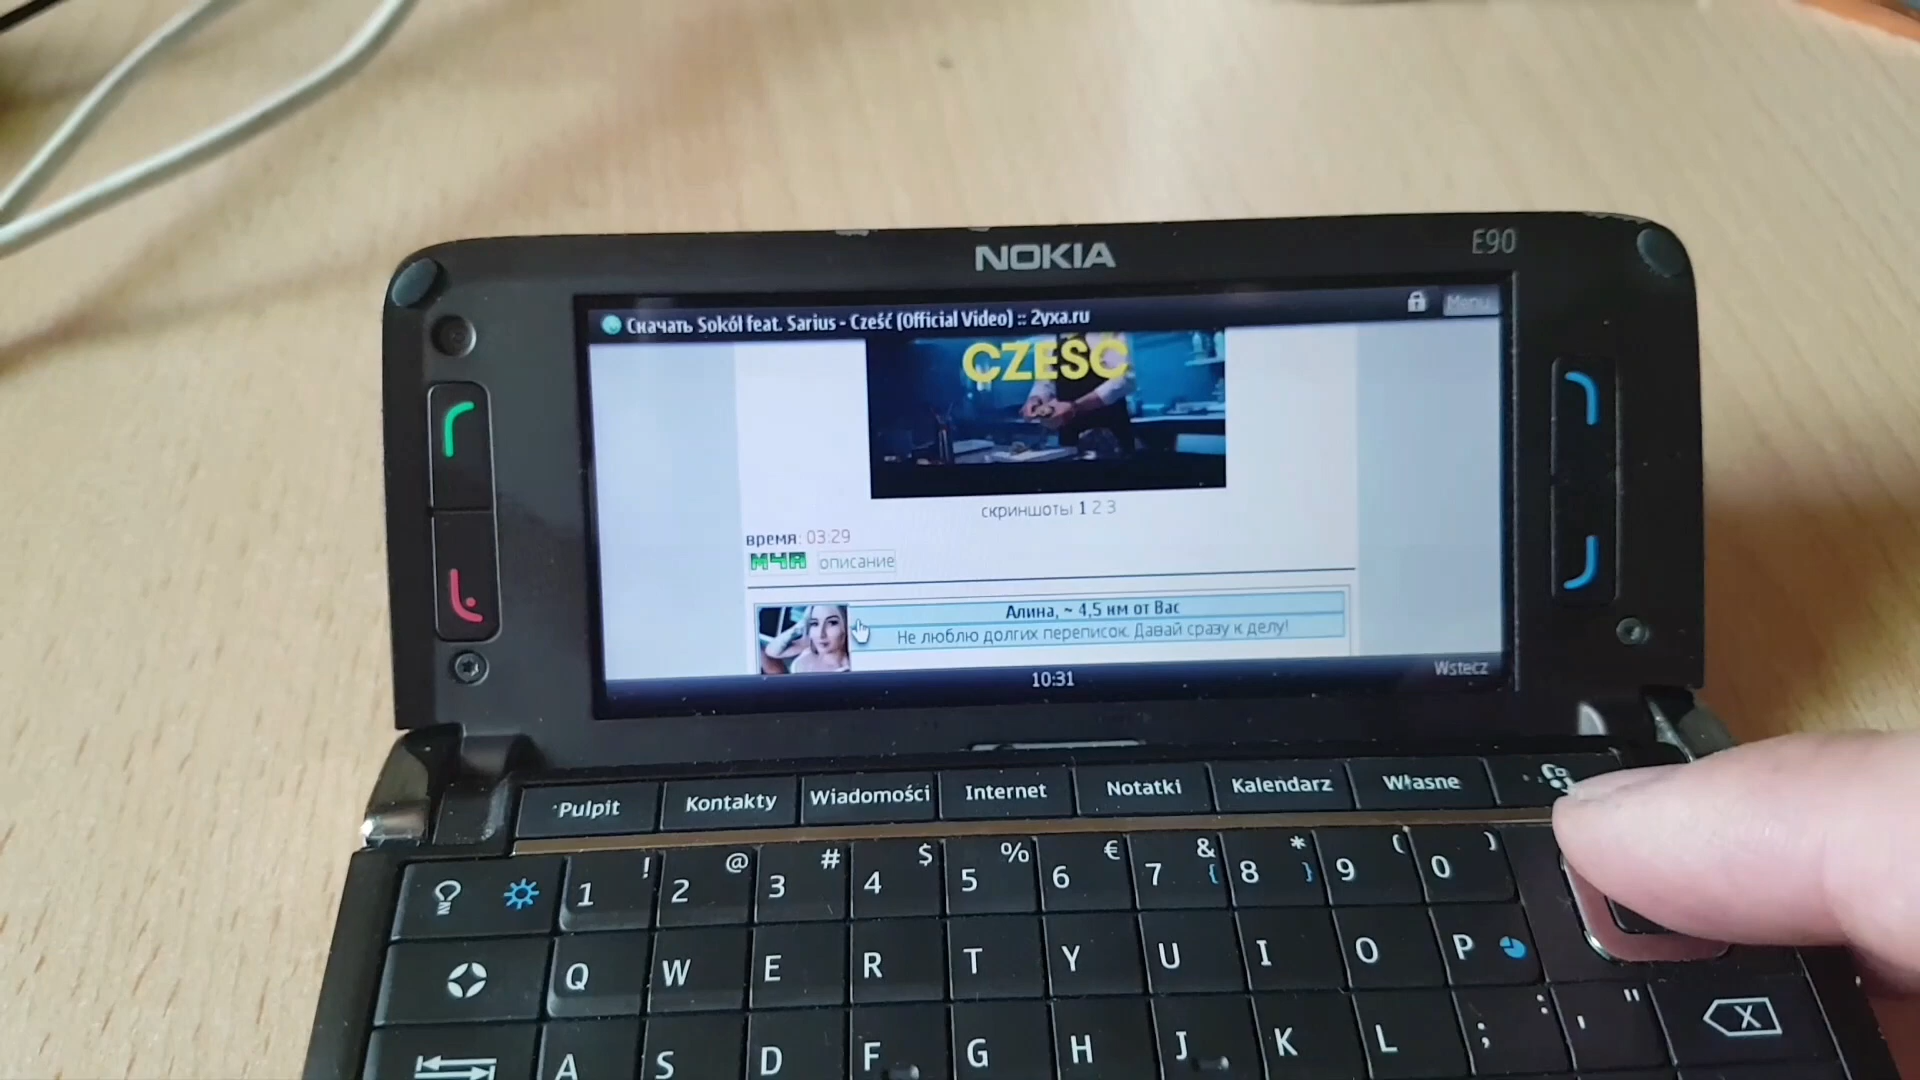 NOKIA
E90
Скачать Sokół feat. Sarius - Cześć (Official Video) :: 2yxa.ru
Menu
CZEŚĆ
скриншоты 1 2 3
время: 03:29
описание
Алина, ~ 4,5 км от Вас
Не люблю долгих переписок. Давай сразу к делу!
10:31
Wstecz
Pulpit Kontakty Wiadomości Internet Notatki Kalendarz Własne
! @ # $ % € & * ( )
1 2 3 4 5 6 7 { 8 } 9 0
Q W E R T Y U I O P
A S D F G H J K L ; : ' "
X